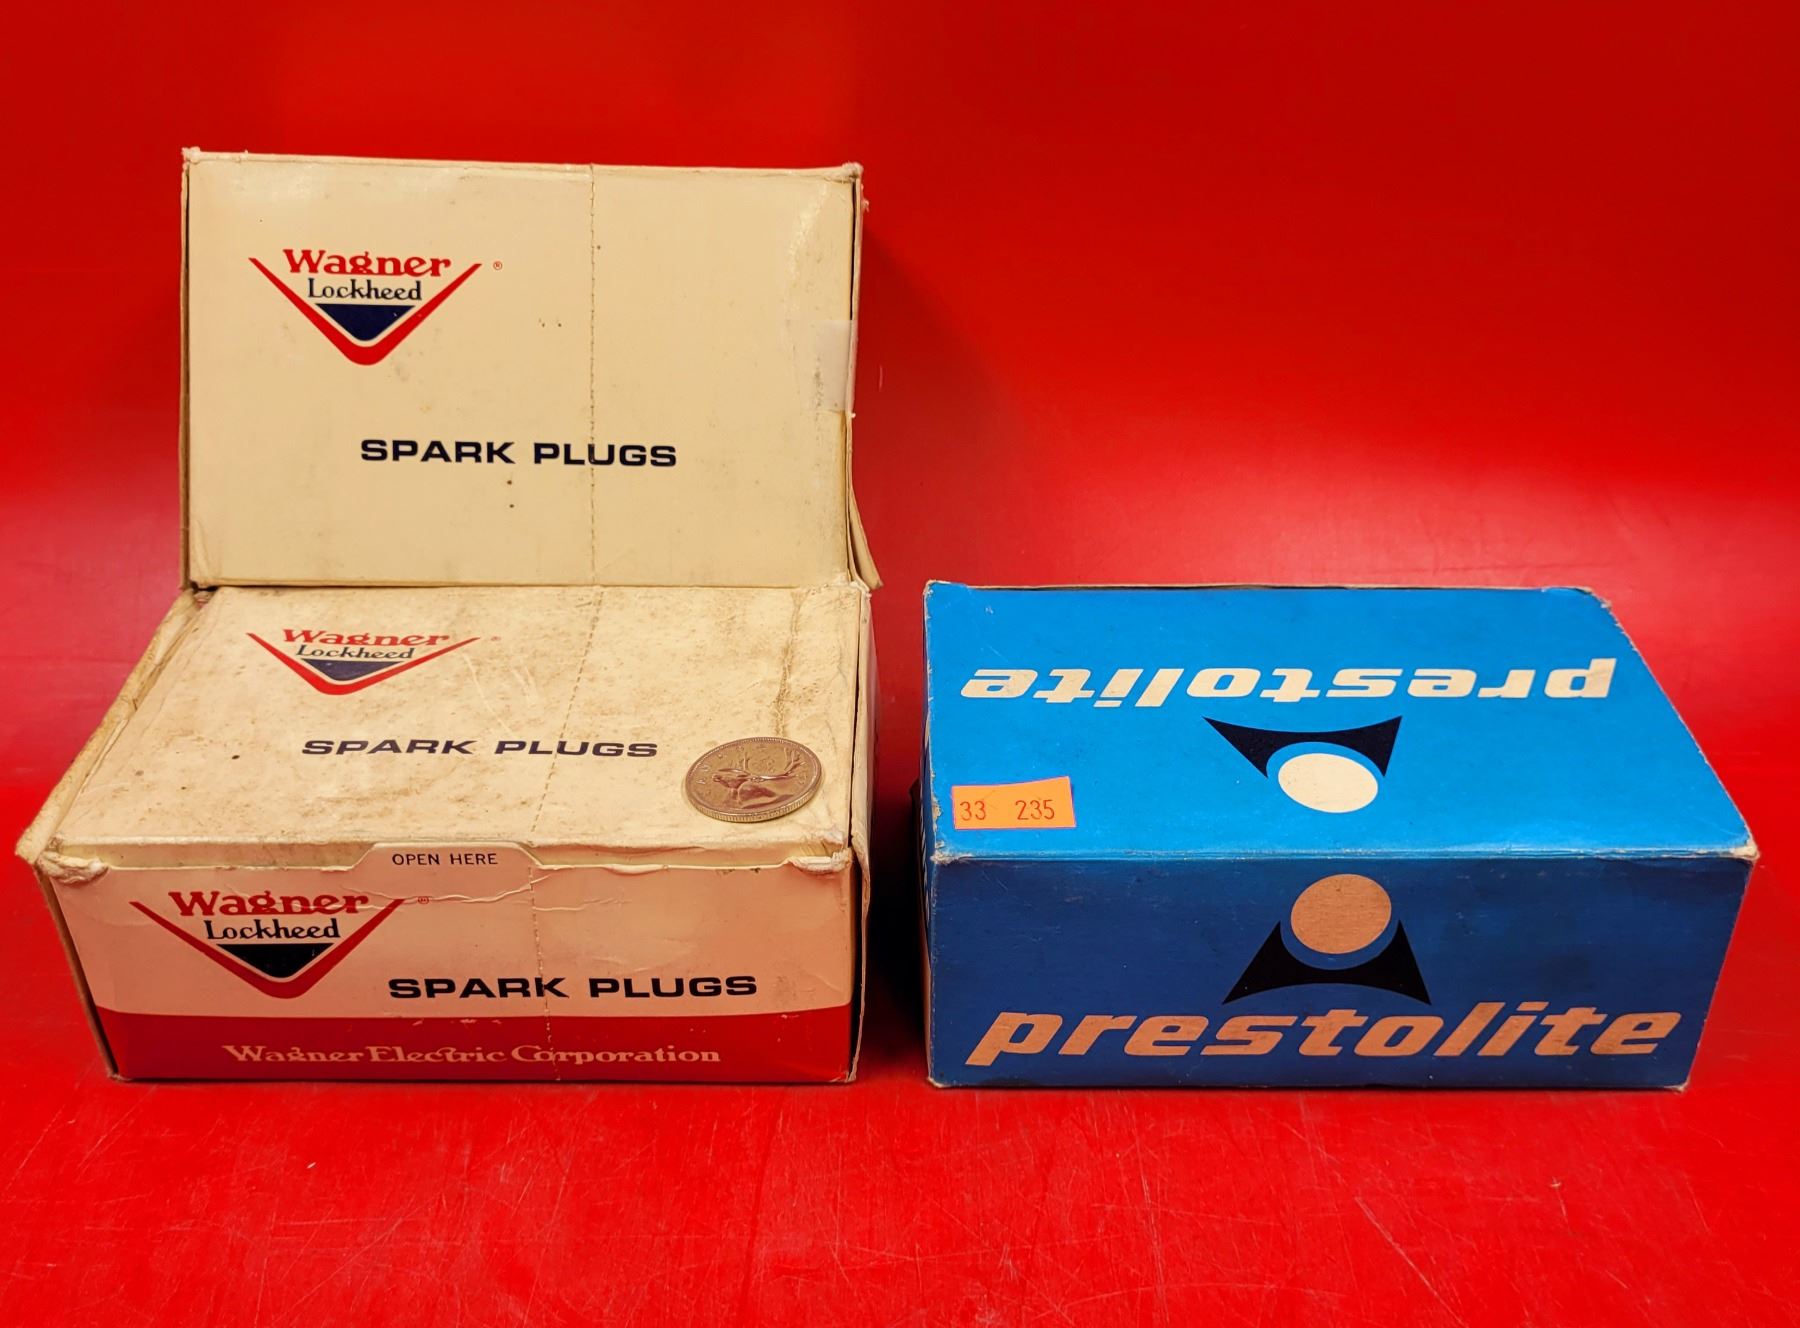 Wagner ®
Lockheed
SPARK PLUGS
Wagner ®
Lockheed
SPARK PLUGS
OPEN HERE
Wagner ®
Lockheed
SPARK PLUGS
Wagner Electric Corporation
prestolite
33 235
prestolite